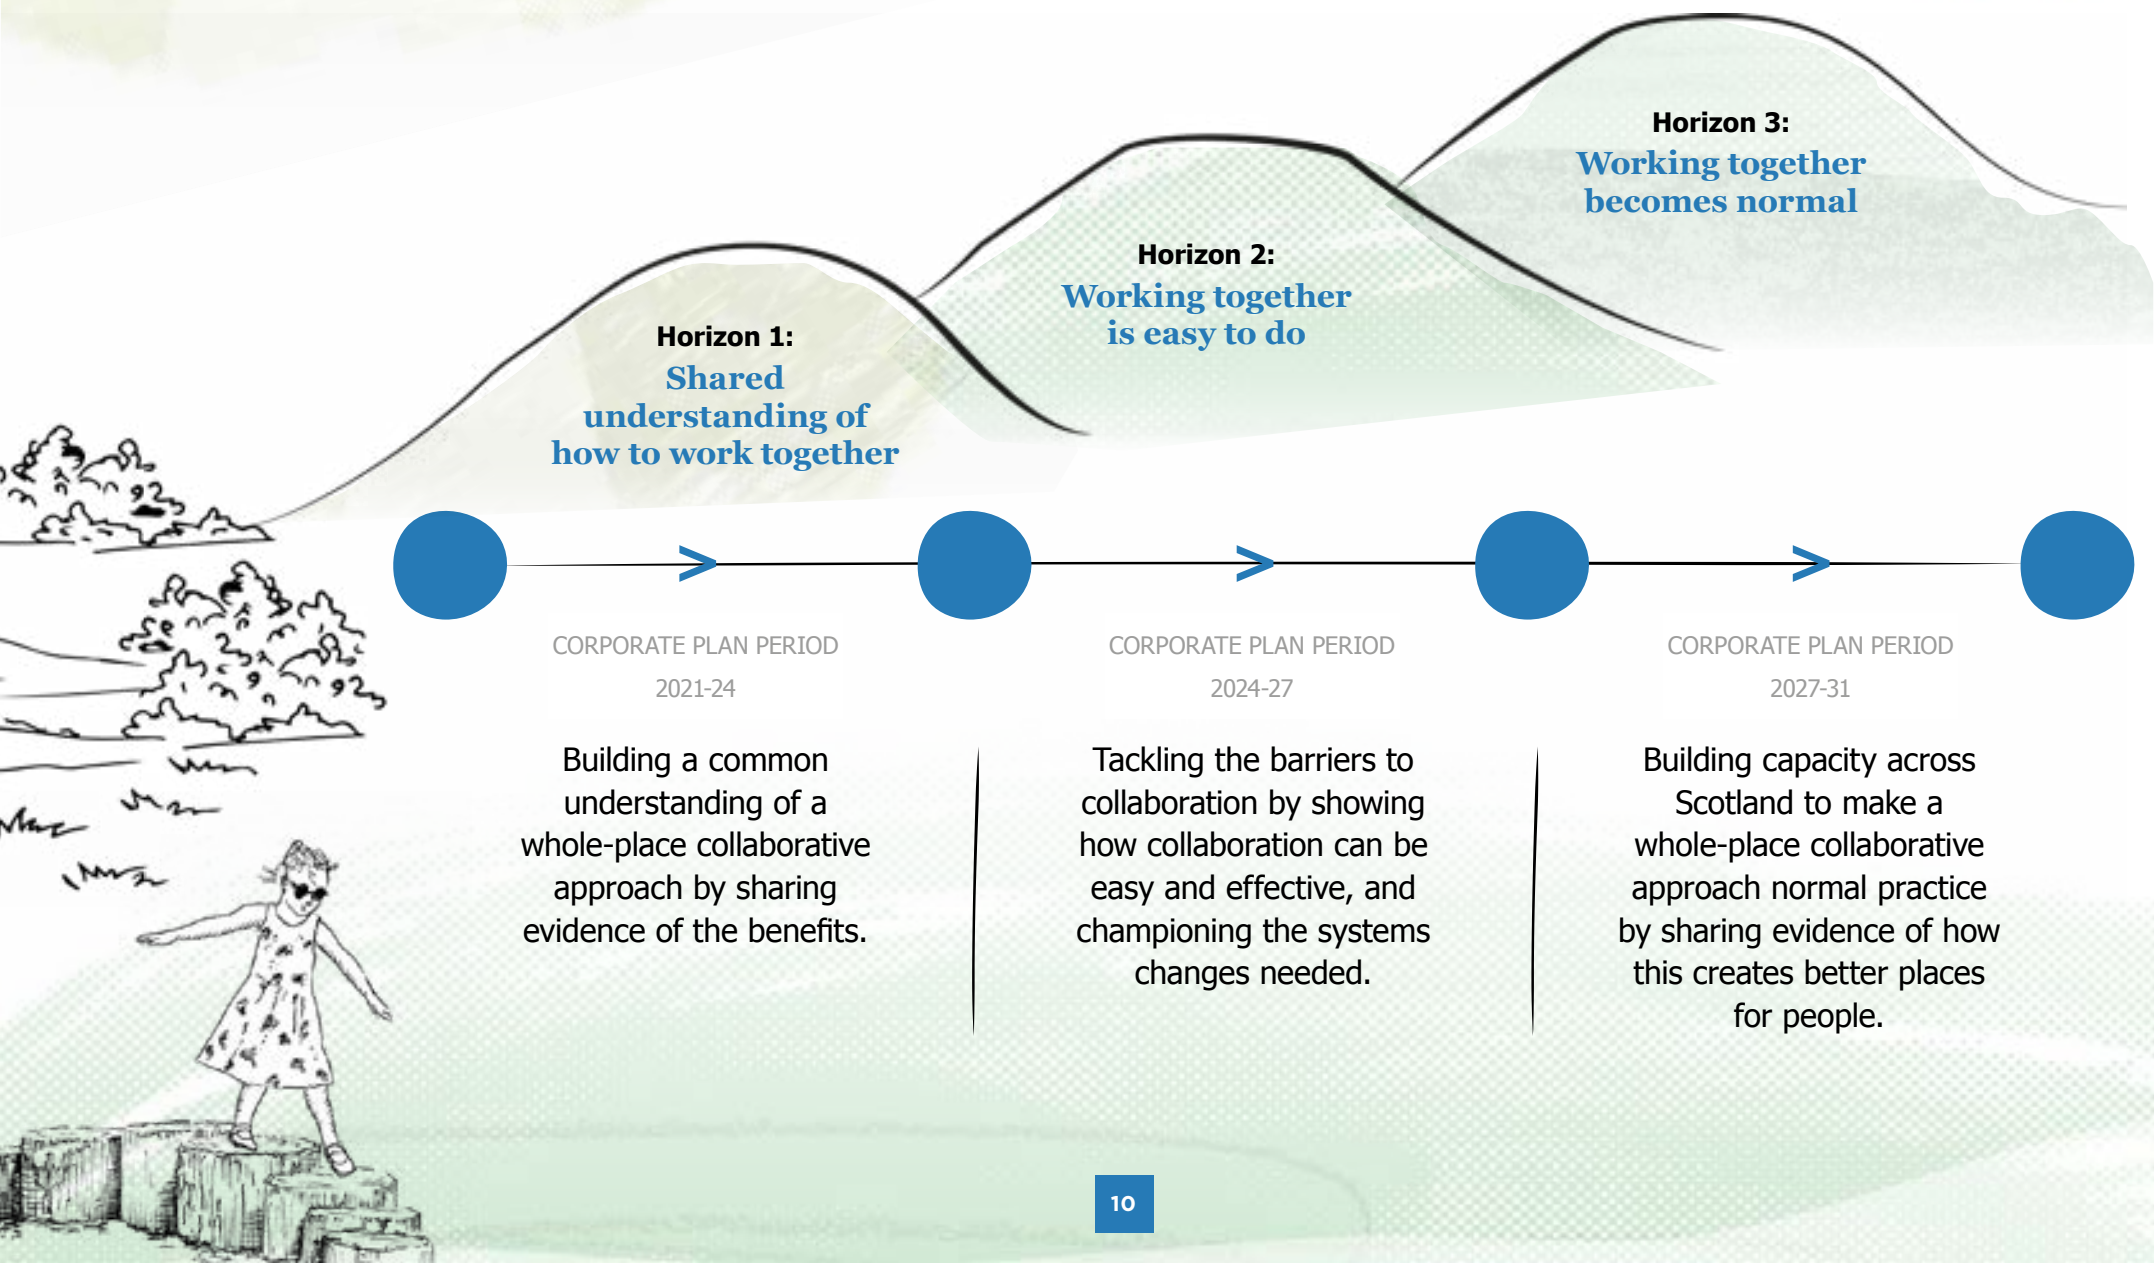 Horizon 1:
Shared
understanding of
how to work together
Horizon 2:
Working together
is easy to do
Horizon 3:
Working together
becomes normal
CORPORATE PLAN PERIOD
2021-24
Building a common
understanding of a
whole-place collaborative
approach by sharing
evidence of the benefits.
CORPORATE PLAN PERIOD
2024-27
Tackling the barriers to
collaboration by showing
how collaboration can be
easy and effective, and
championing the systems
changes needed.
CORPORATE PLAN PERIOD
2027-31
Building capacity across
Scotland to make a
whole-place collaborative
approach normal practice
by sharing evidence of how
this creates better places
for people.
10